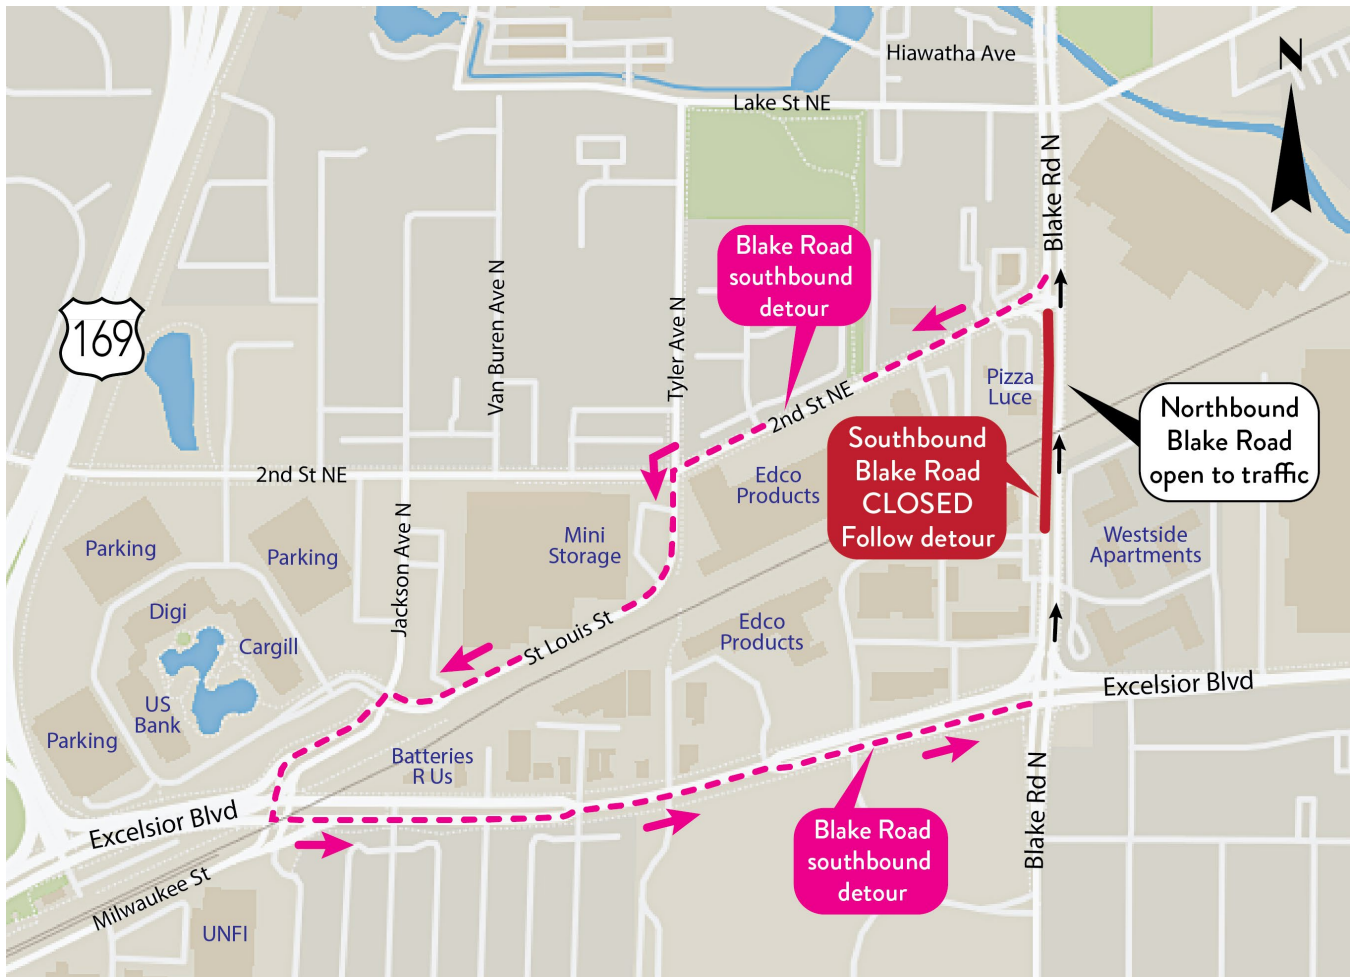 Hiawatha Ave
N
Lake St NE
Blake Rd N
Blake Road
southbound
detour
169
Van Buren Ave N
Tyler Ave N
Pizza
Luce
Northbound
Blake Road
open to traffic
2nd St NE
Southbound
Blake Road
CLOSED
Follow detour
2nd St NE
Edco
Products
Parking
Parking
Jackson Ave N
Mini
Storage
Westside
Apartments
Digi
Cargill
St Louis St
Edco
Products
US
Bank
Parking
Excelsior Blvd
Batteries
R Us
Blake Rd N
Excelsior Blvd
Blake Road
southbound
detour
Milwaukee St
UNFI